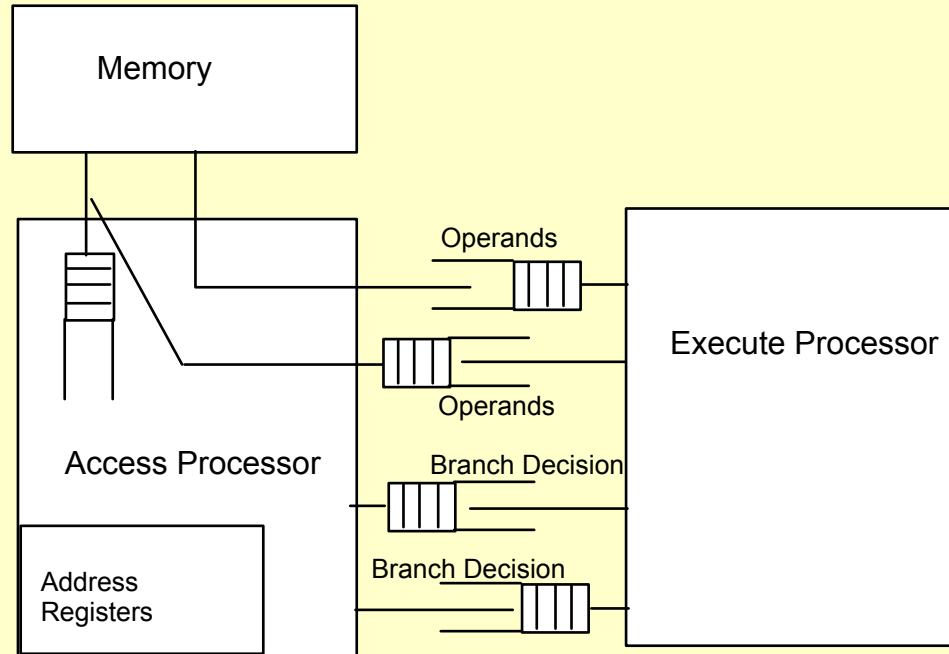 Memory
Operands
Execute Processor
Operands
Access Processor
Branch Decision
Branch Decision
Address
Registers